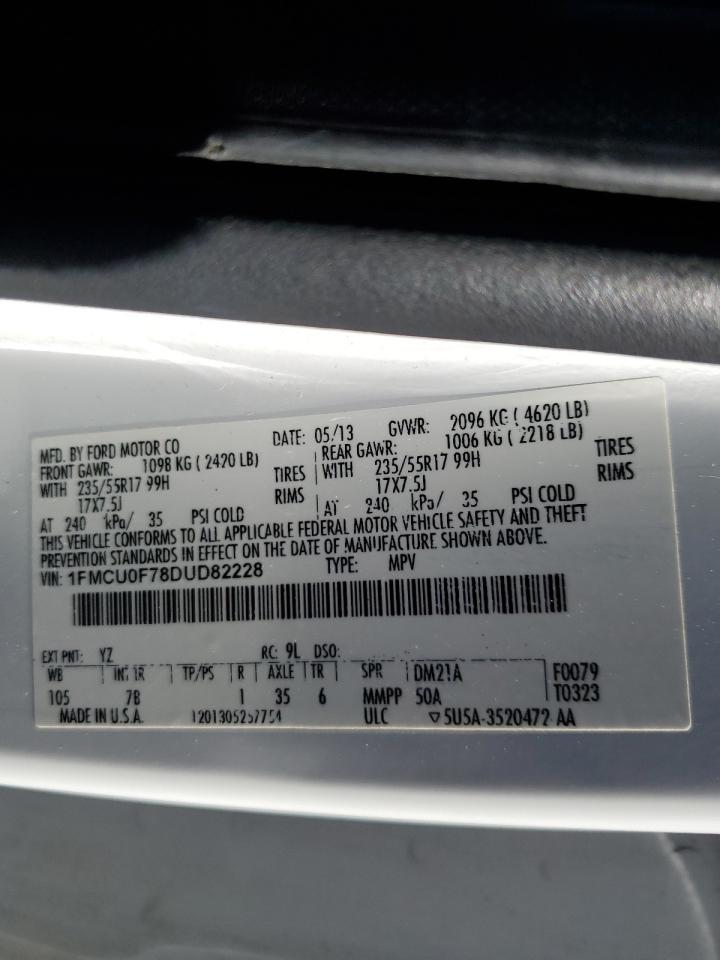 MFD. BY FORD MOTOR CO DATE: 05/13 GVWR: 2096 KG ( 4620 LB)
FRONT GAWR: 1098 KG ( 2420 LB) REAR GAWR: 1006 KG ( 2218 LB)
WITH 235/55R17 99H TIRES WITH 235/55R17 99H TIRES
17X7.5J RIMS 17X7.5J RIMS
AT 240 kPa/ 35 PSI COLD AT 240 kPa/ 35 PSI COLD
THIS VEHICLE CONFORMS TO ALL APPLICABLE FEDERAL MOTOR VEHICLE SAFETY AND THEFT
PREVENTION STANDARDS IN EFFECT ON THE DATE OF MANUFACTURE SHOWN ABOVE.
VIN: 1FMCU0F78DUD82228 TYPE: MPV
EXT PNT: YZ RC: 9L DSO:
WB INT TR TP/PS R AXLE TR SPR DM21A F0079
105 7B 1 35 6 MMPP 50A T0323
MADE IN U.S.A. ULC ▽5U5A-3520472-AA